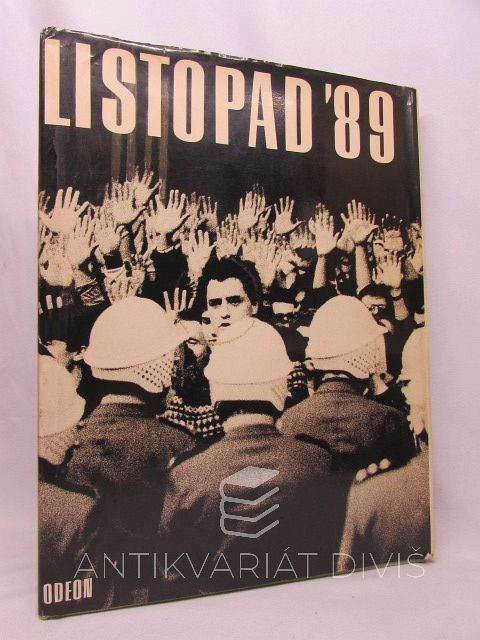 LISTOPAD '89
ANTIKVARIÁT DIVIŠ
ODEON